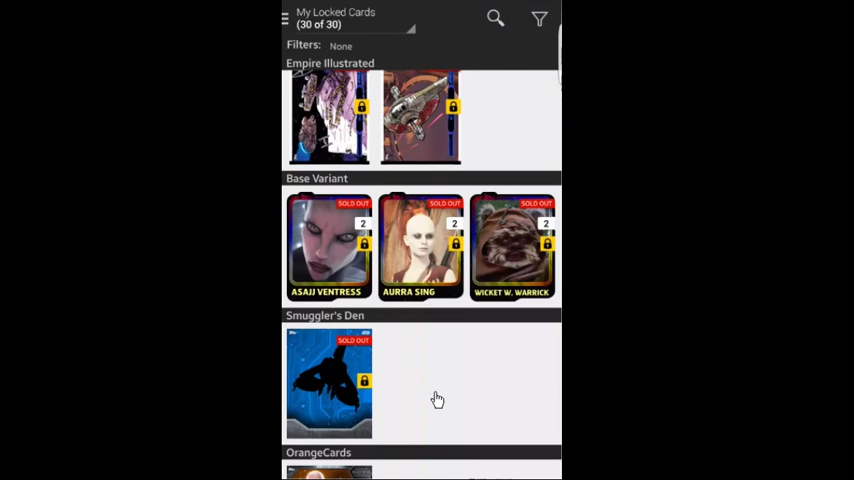 My Locked Cards
(30 of 30)
Filters: None
Empire Illustrated
Base Variant
SOLD OUT SOLD OUT SOLD OUT
2 2 2
ASAJJ VENTRESS AURRA SING WICKET W. WARRICK
Smuggler's Den
SOLD OUT
OrangeCards